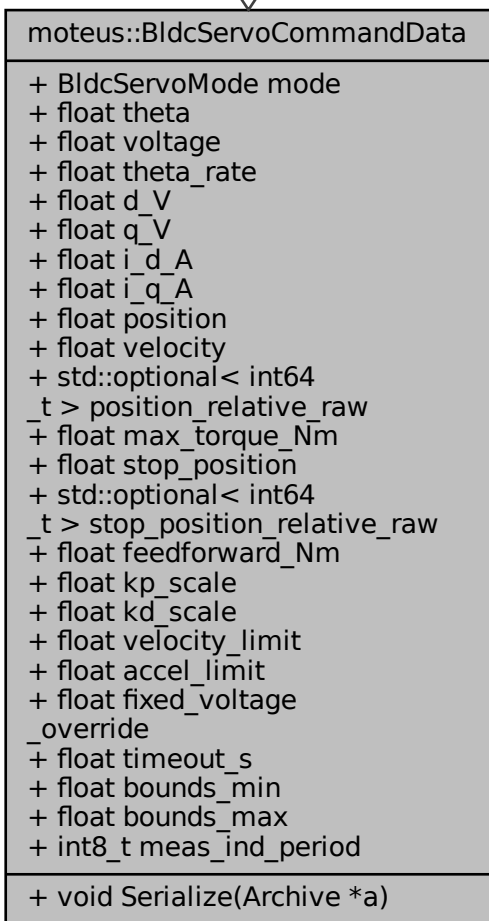 moteus::BldcServoCommandData
+ BldcServoMode mode
+ float theta
+ float voltage
+ float theta_rate
+ float d_V
+ float q_V
+ float i_d_A
+ float i_q_A
+ float position
+ float velocity
+ std::optional< int64
_t > position_relative_raw
+ float max_torque_Nm
+ float stop_position
+ std::optional< int64
_t > stop_position_relative_raw
+ float feedforward_Nm
+ float kp_scale
+ float kd_scale
+ float velocity_limit
+ float accel_limit
+ float fixed_voltage
_override
+ float timeout_s
+ float bounds_min
+ float bounds_max
+ int8_t meas_ind_period
+ void Serialize(Archive *a)